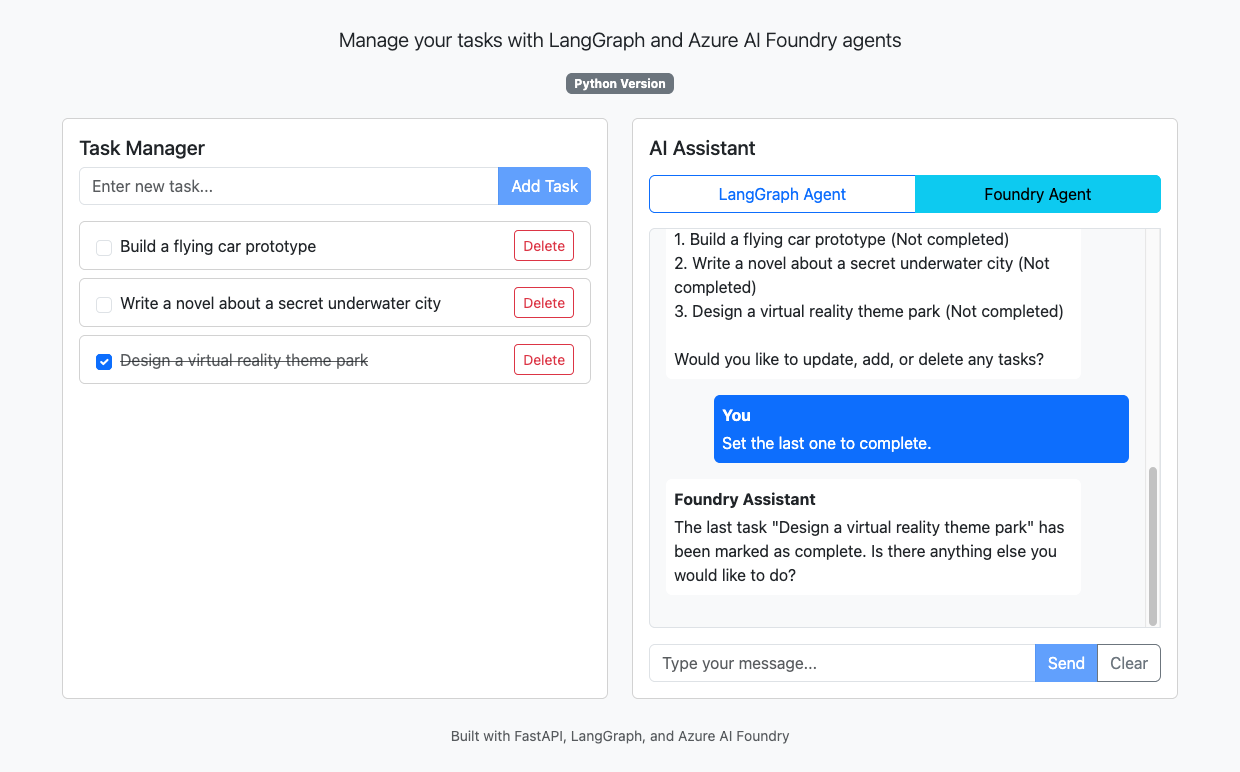 Manage your tasks with LangGraph and Azure AI Foundry agents
Python Version
Task Manager
Enter new task...
Add Task
Build a flying car prototype
Delete
Write a novel about a secret underwater city
Delete
Design a virtual reality theme park
Delete
AI Assistant
LangGraph Agent
Foundry Agent
1. Build a flying car prototype (Not completed)
2. Write a novel about a secret underwater city (Not
completed)
3. Design a virtual reality theme park (Not completed)
Would you like to update, add, or delete any tasks?
You
Set the last one to complete.
Foundry Assistant
The last task "Design a virtual reality theme park" has
been marked as complete. Is there anything else you
would like to do?
Type your message...
Send
Clear
Built with FastAPI, LangGraph, and Azure AI Foundry